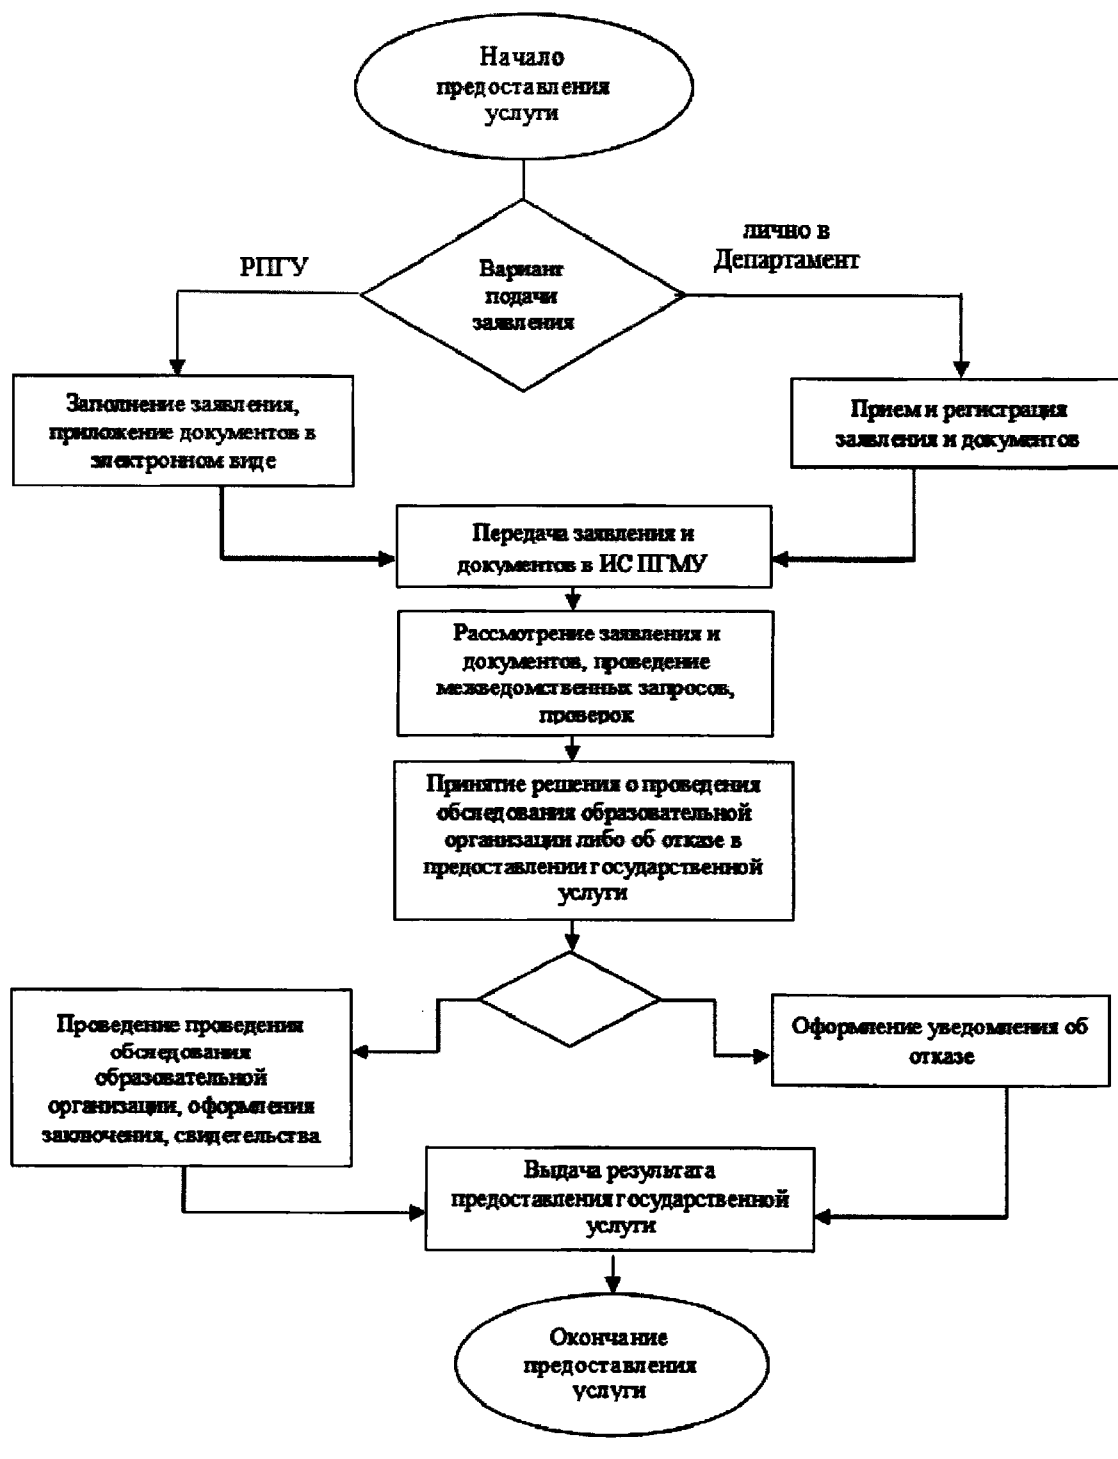 Начало
предоставления
услуги
Вариант
подачи
заявления
РПГУ
лично в
Департамент
Заполнение заявления,
приложение документов в
электронном виде
Прием и регистрация
заявления и документов
Передача заявления и
документов в ИС ПГМУ
Рассмотрение заявления и
документов, проведение
межведомственных запросов,
проверок
Принятие решения о проведения
обследования образовательной
организации либо об отказе в
предоставлении государственной
услуги
Проведение проведения
обследования
образовательной
организации, оформления
заключения, свидетельства
Оформление уведомления об
отказе
Выдача результата
предоставления государственной
услуги
Окончание
предоставления
услуги